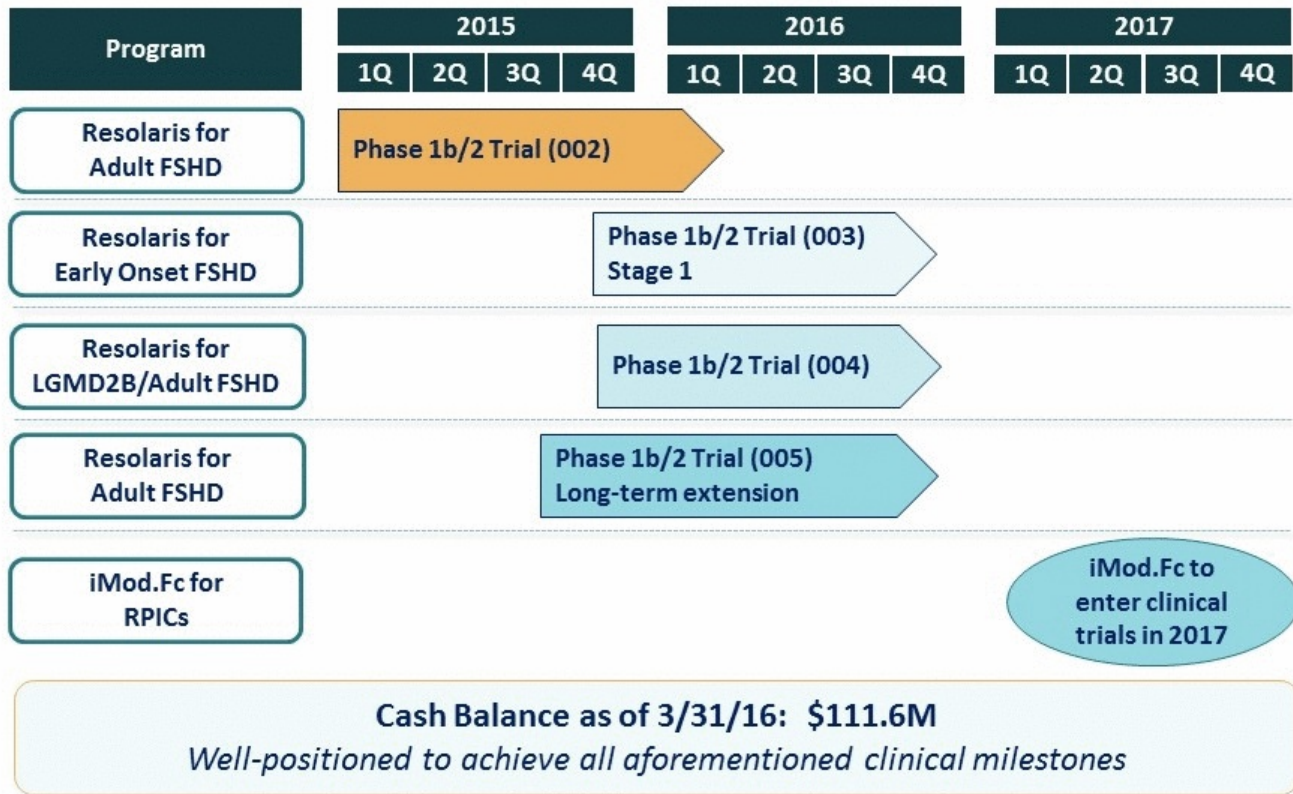 Program
2015
2016
2017
1Q 2Q 3Q 4Q
1Q 2Q 3Q 4Q
1Q 2Q 3Q 4Q
Resolaris for
Adult FSHD
Phase 1b/2 Trial (002)
Resolaris for
Early Onset FSHD
Phase 1b/2 Trial (003)
Stage 1
Resolaris for
LGMD2B/Adult FSHD
Phase 1b/2 Trial (004)
Resolaris for
Adult FSHD
Phase 1b/2 Trial (005)
Long-term extension
iMod.Fc for
RPICs
iMod.Fc to
enter clinical
trials in 2017
Cash Balance as of 3/31/16: $111.6M
Well-positioned to achieve all aforementioned clinical milestones